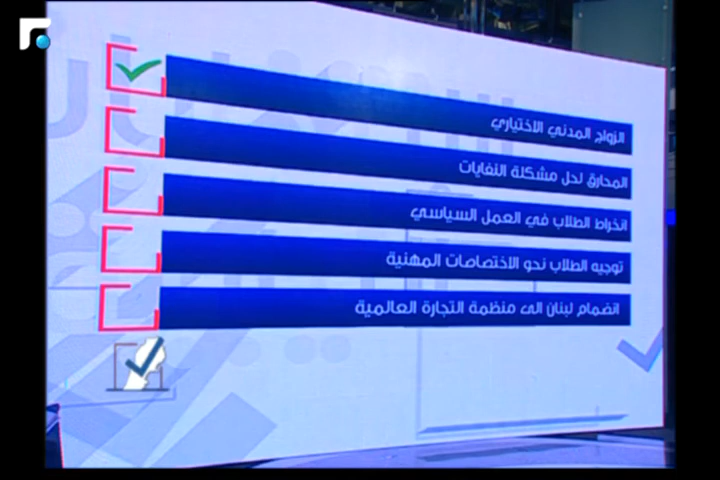 الزواج المدني الاختياري
المحارق لحل مشكلة النفايات
انخراط الطلاب في العمل السياسي
توجيه الطلاب نحو الاختصاصات المهنية
انضمام لبنان الى منظمة التجارة العالمية